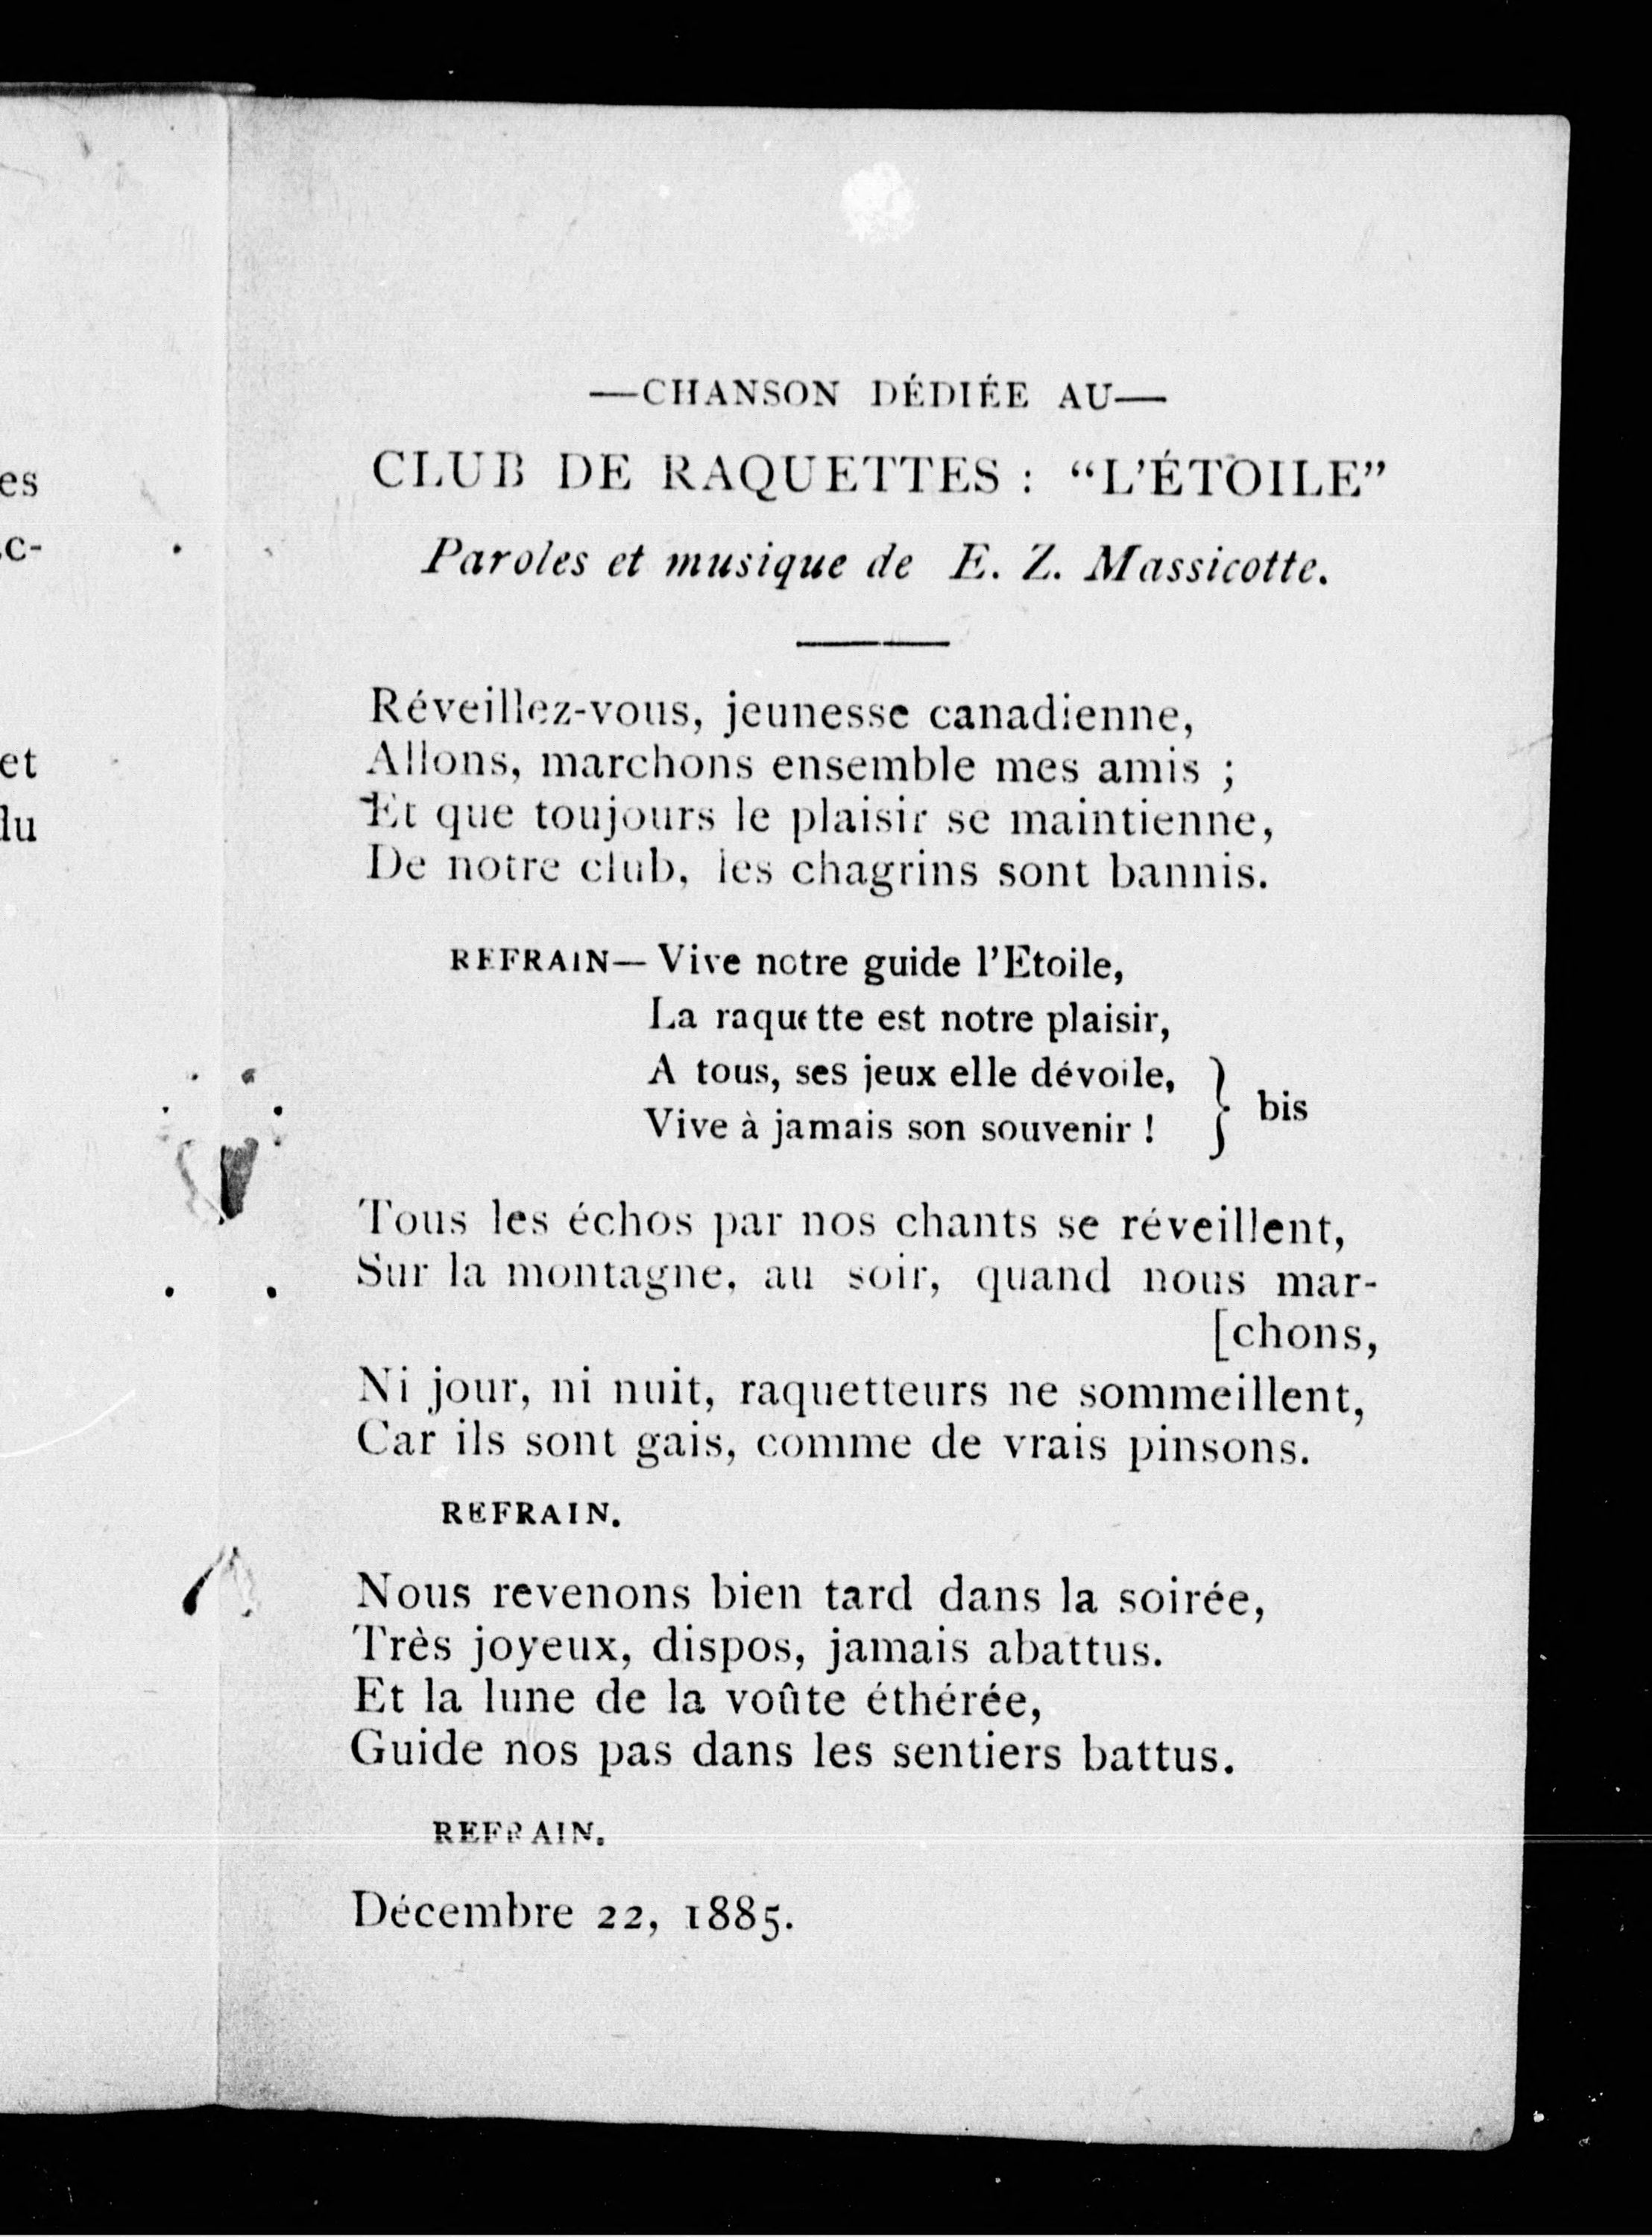 es
c-
et
du
—CHANSON DÉDIÉE AU—
CLUB DE RAQUETTES : “L’ÉTOILE”
Paroles et musique de E. Z. Massicotte.
Réveillez-vous, jeunesse canadienne,
Allons, marchons ensemble mes amis ;
Et que toujours le plaisir se maintienne,
De notre club, les chagrins sont bannis.
REFRAIN— Vive notre guide l’Etoile,
La raquette est notre plaisir,
A tous, ses jeux elle dévoile,
Vive à jamais son souvenir ! } bis
Tous les échos par nos chants se réveillent,
Sur la montagne, au soir, quand nous mar-
[chons,
Ni jour, ni nuit, raquetteurs ne sommeillent,
Car ils sont gais, comme de vrais pinsons.
REFRAIN.
Nous revenons bien tard dans la soirée,
Très joyeux, dispos, jamais abattus.
Et la lune de la voûte éthérée,
Guide nos pas dans les sentiers battus.
REFRAIN.
Décembre 22, 1885.